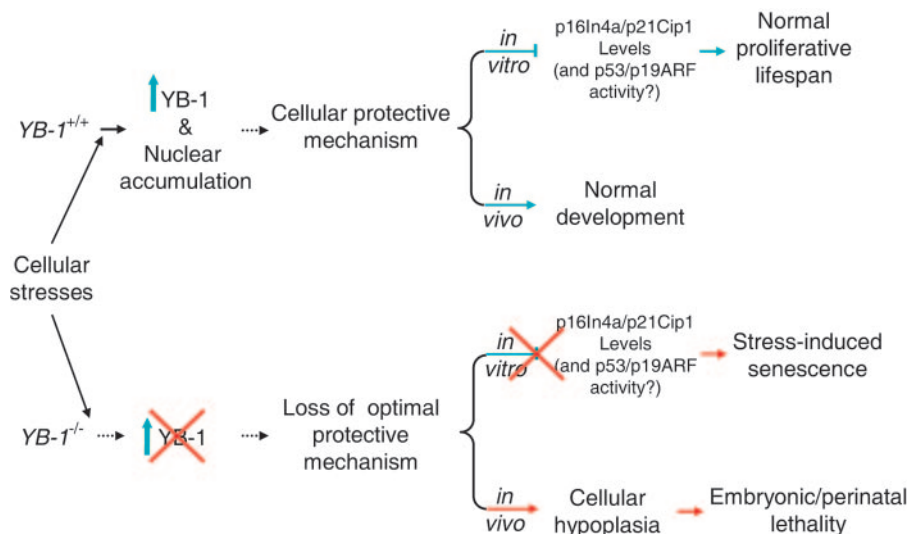 YB-1+/+
YB-1
&
Nuclear
accumulation
Cellular protective
mechanism
in
vitro
p16In4a/p21Cip1
Levels
(and p53/p19ARF
activity?)
Normal
proliferative
lifespan
in
vivo
Normal
development
Cellular
stresses
YB-1-/-
YB-1
Loss of optimal
protective
mechanism
in
vitro
p16In4a/p21Cip1
Levels
(and p53/p19ARF
activity?)
Stress-induced
senescence
in
vivo
Cellular
hypoplasia
Embryonic/perinatal
lethality